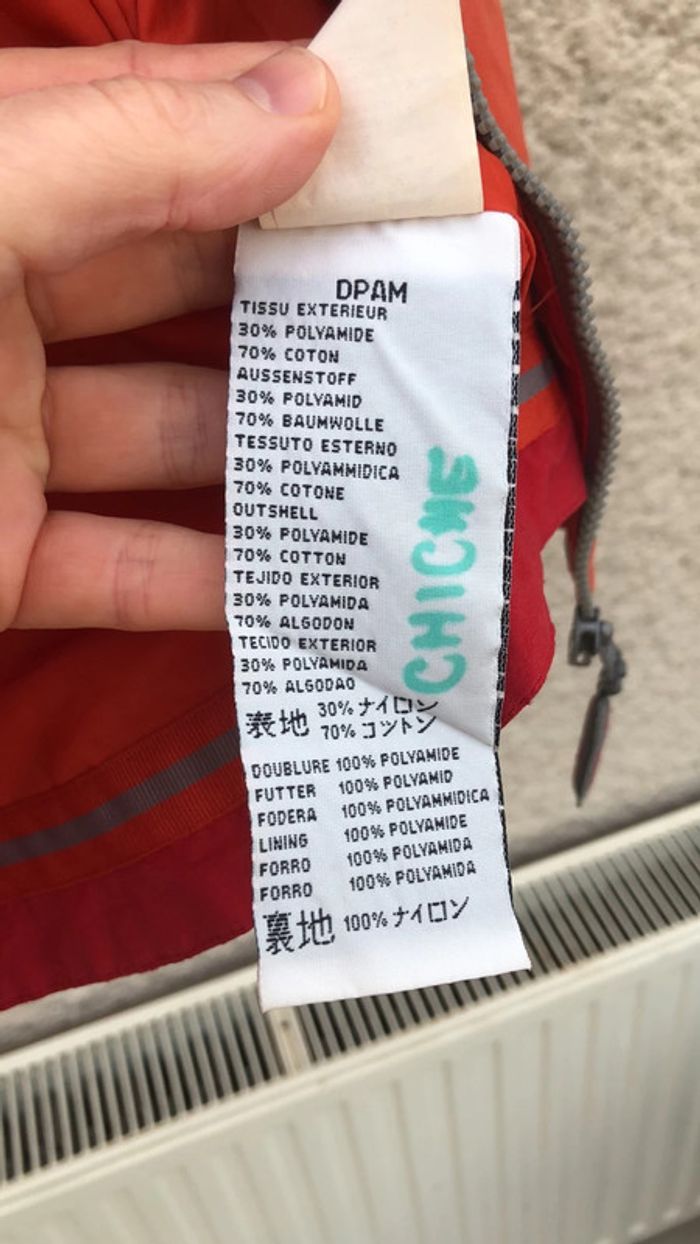 DPAM
TISSU EXTERIEUR
30% POLYAMIDE
70% COTON
AUSSENSTOFF
30% POLYAMID
70% BAUMWOLLE
TESSUTO ESTERNO
30% POLYAMMIDICA
70% COTONE
OUTSHELL
30% POLYAMIDE
70% COTTON
TEJIDO EXTERIOR
30% POLYAMIDA
70% ALGODON
TECIDO EXTERIOR
30% POLYAMIDA
70% ALGODAO
表地 30% ナイロン
70% コットン
DOUBLURE 100% POLYAMIDE
FUTTER 100% POLYAMID
FODERA 100% POLYAMMIDICA
LINING 100% POLYAMIDE
FORRO 100% POLYAMIDA
FORRO 100% POLYAMIDA
裏地 100% ナイロン